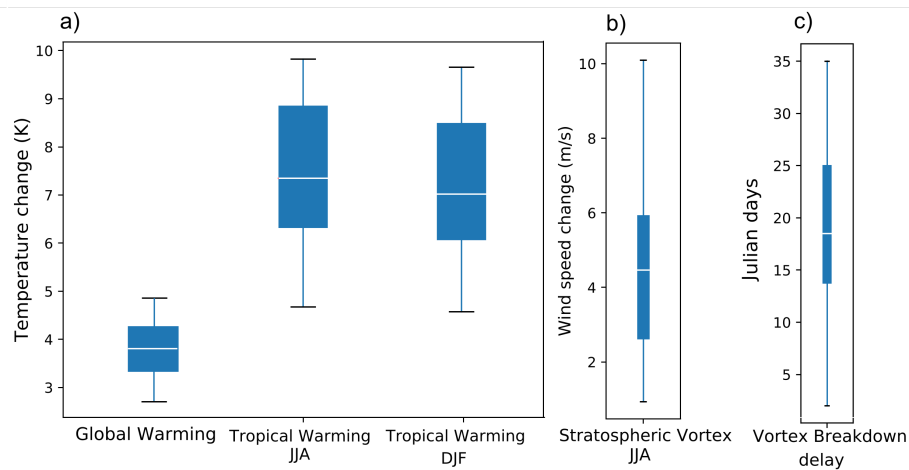 a)
Temperature change (K)
10
9
8
7
6
5
4
3
Global Warming
Tropical Warming
JJA
Tropical Warming
DJF
b)
Wind speed change (m/s)
10
8
6
4
2
Stratospheric Vortex
JJA
c)
Julian days
35
30
25
20
15
10
5
Vortex Breakdown
delay